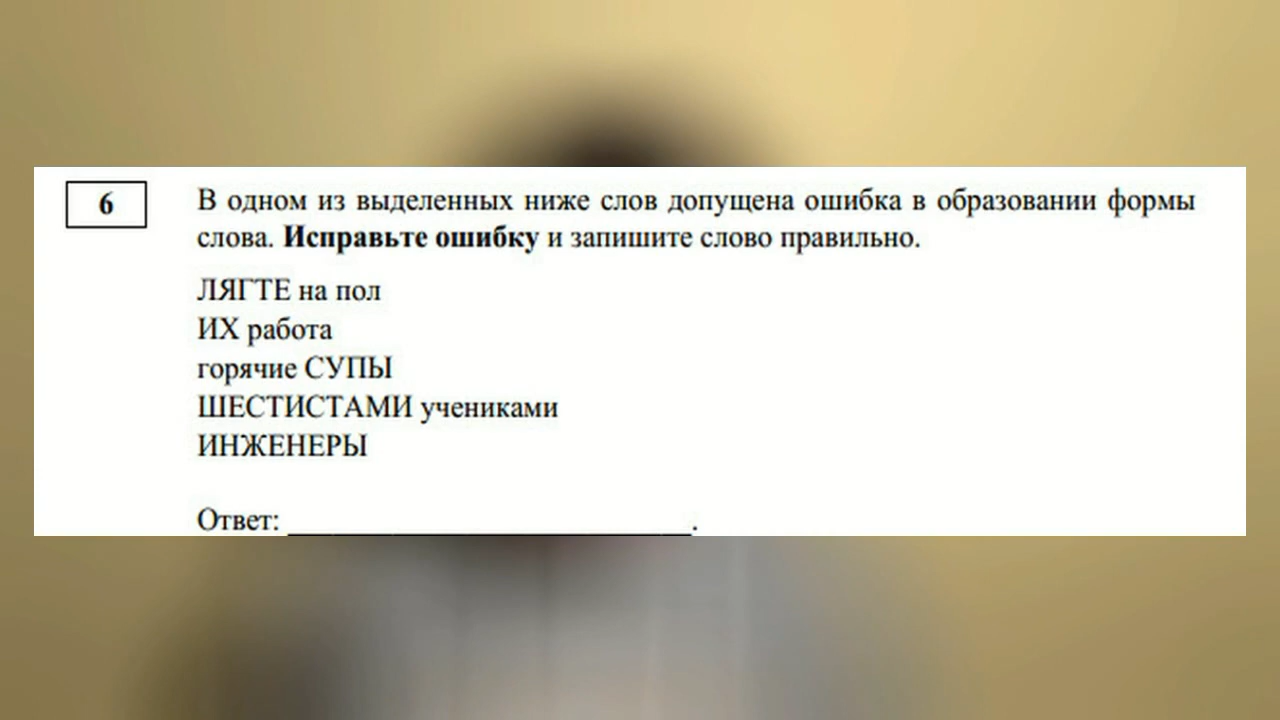 6
В одном из выделенных ниже слов допущена ошибка в образовании формы
слова. Исправьте ошибку и запишите слово правильно.
ЛЯГТЕ на пол
ИХ работа
горячие СУПЫ
ШЕСТИСТАМИ учениками
ИНЖЕНЕРЫ
Ответ: ______________________________.